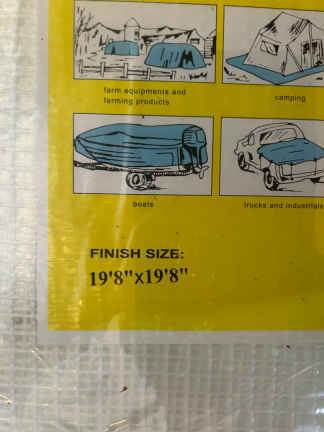 farm equipments and
farming products
camping
boats
trucks and industrials
FINISH SIZE:
19'8"x19'8"